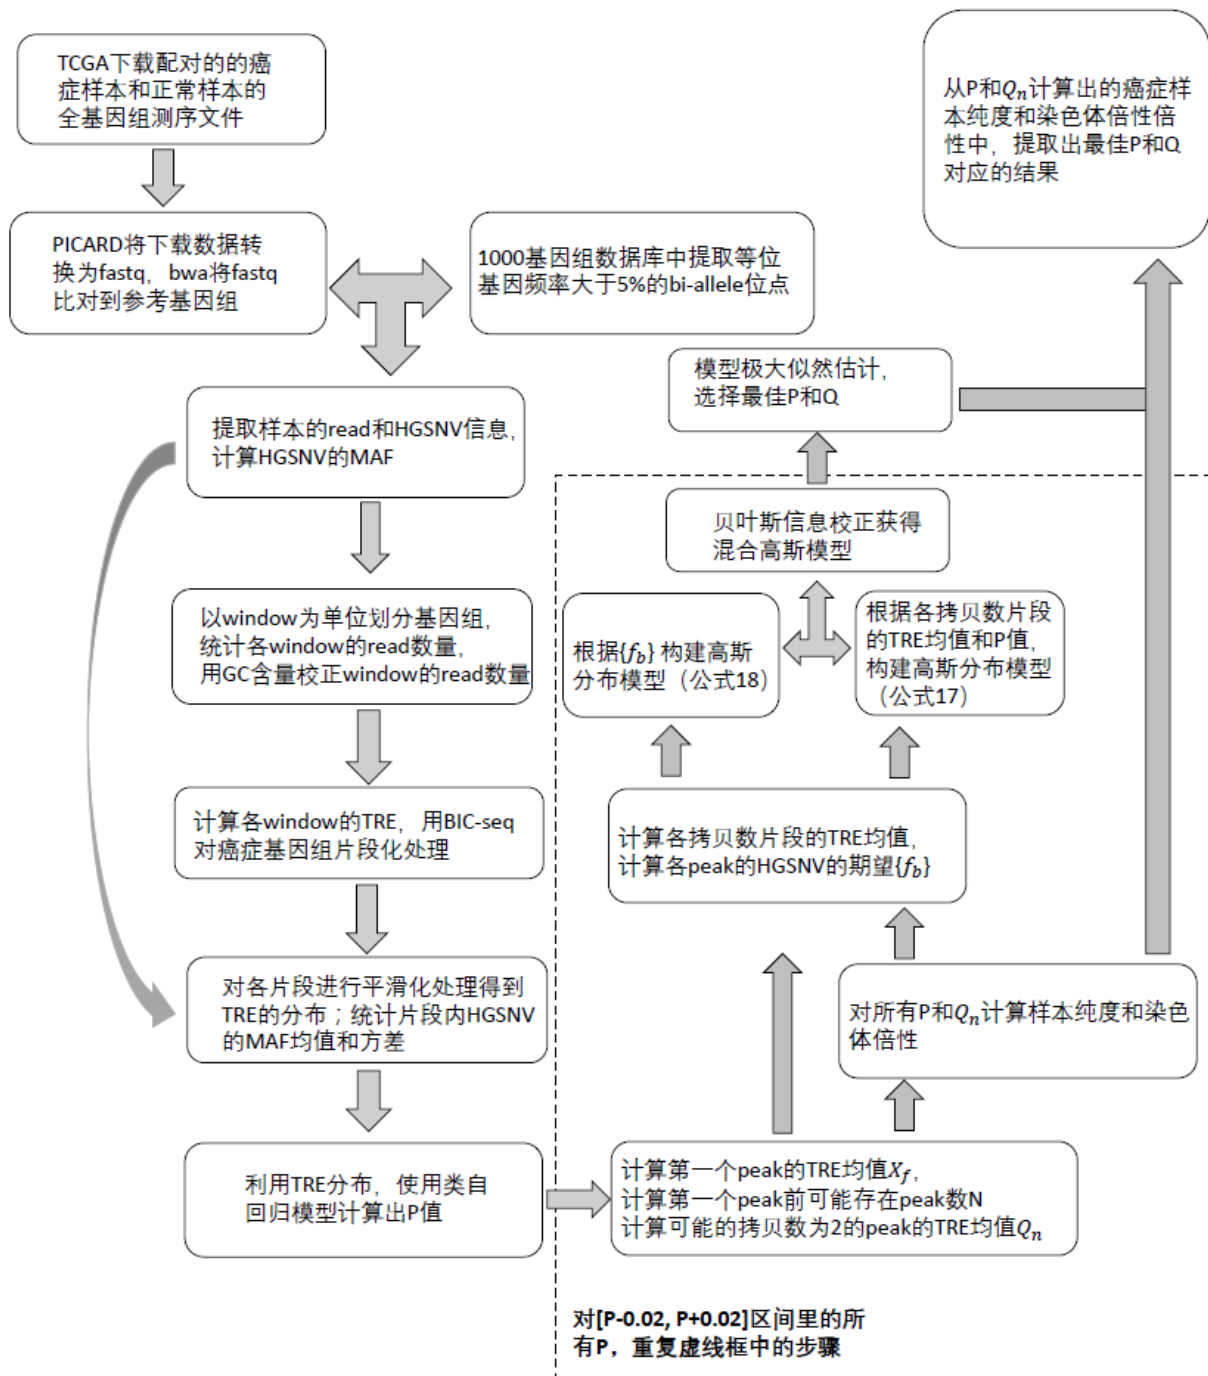 TCGA下载配对的的癌
症样本和正常样本的
全基因组测序文件
PICARD将下载数据转
换为fastq，bwa将fastq
比对到参考基因组
1000基因组数据库中提取等位
基因频率大于5%的bi-allele位点
提取样本的read和HGSNV信息,
计算HGSNV的MAF
以window为单位划分基因组,
统计各window的read数量,
用GC含量校正window的read数量
计算各window的TRE，用BIC-seq
对癌症基因组片段化处理
对各片段进行平滑化处理得到
TRE的分布；统计片段内HGSNV
的MAF均值和方差
利用TRE分布，使用类自
回归模型计算出P值
计算第一个peak的TRE均值X_f,
计算第一个peak前可能存在peak数N
计算可能的拷贝数为2的peak的TRE均值Q_n
对所有P和Q_n计算样本纯度和染色
体倍性
计算各拷贝数片段的TRE均值,
计算各peak的HGSNV的期望{f_b}
根据{f_b} 构建高斯
分布模型（公式18）
根据各拷贝数片段
的TRE均值和P值,
构建高斯分布模型
（公式17）
贝叶斯信息校正获得
混合高斯模型
模型极大似然估计,
选择最佳P和Q
从P和Q_n计算出的癌症样
本纯度和染色体倍性倍
性中，提取出最佳P和Q
对应的结果
对[P-0.02, P+0.02]区间里的所
有P，重复虚线框中的步骤